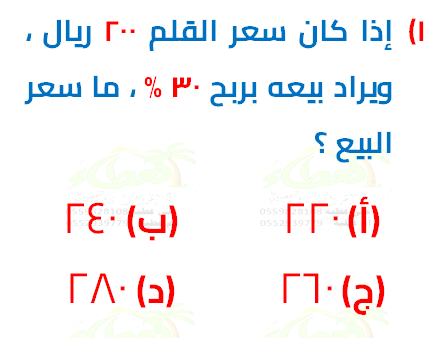 ١) إذا كان سعر القلم ٢٠٠ ريال ،
ويراد بيعه بربح ٣٠ % ، ما سعر
البيع ؟
(أ) ٢٢٠
(ب) ٢٤٠
(ج) ٢٦٠
(د) ٢٨٠